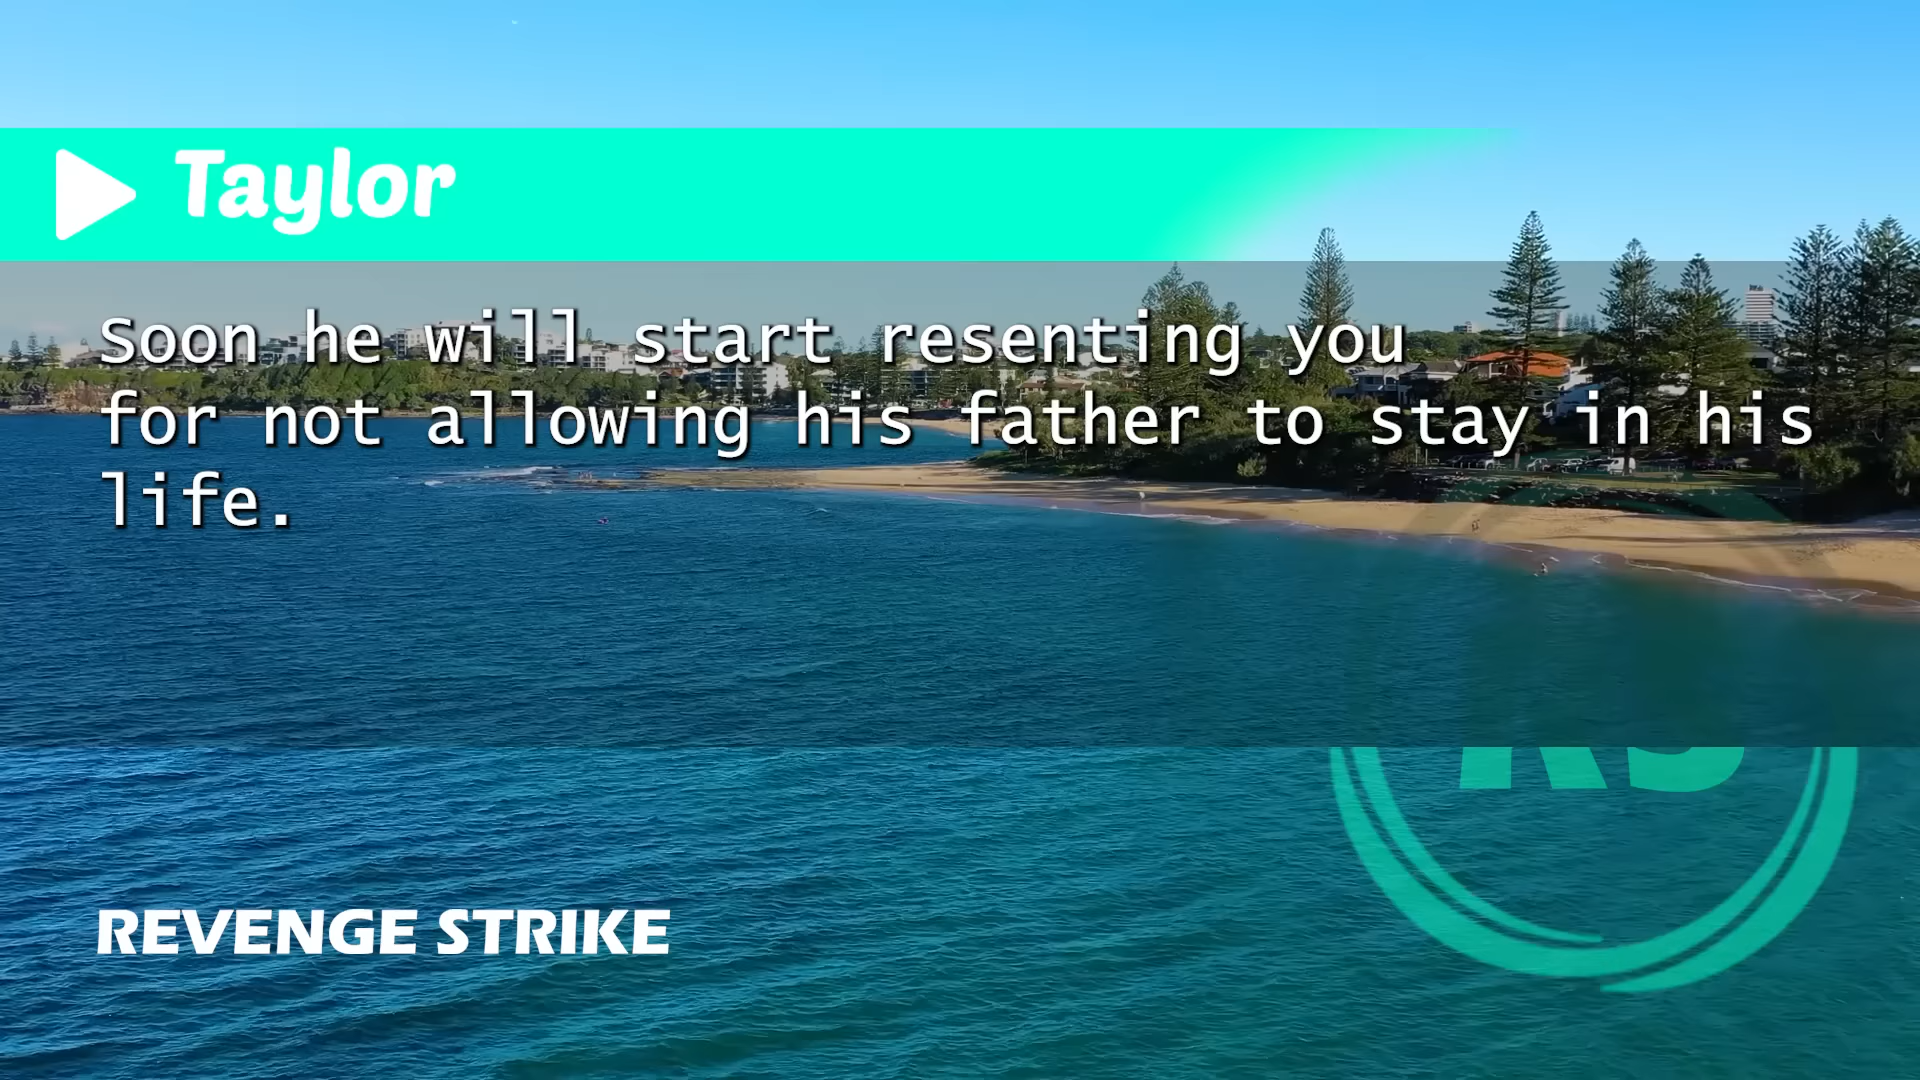 Taylor
Soon he will start resenting you
for not allowing his father to stay in his
life.
RS
REVENGE STRIKE